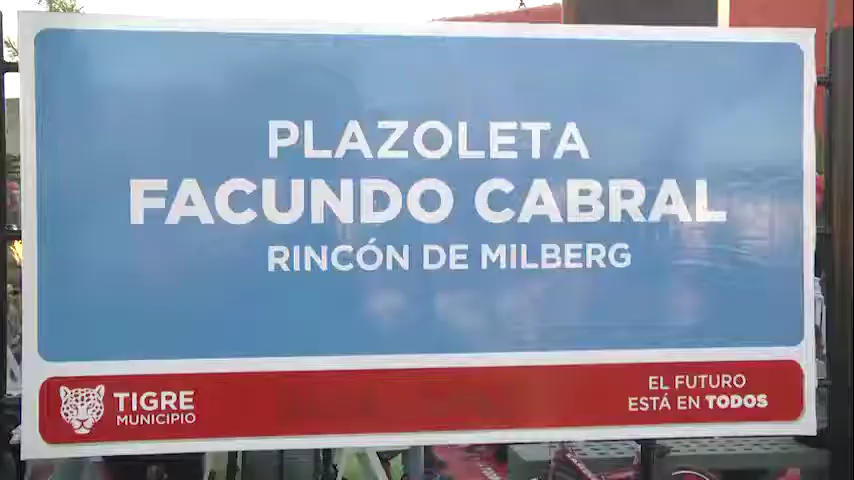 PLAZOLETA
FACUNDO CABRAL
RINCÓN DE MILBERG
TIGRE
MUNICIPIO
EL FUTURO
ESTÁ EN TODOS